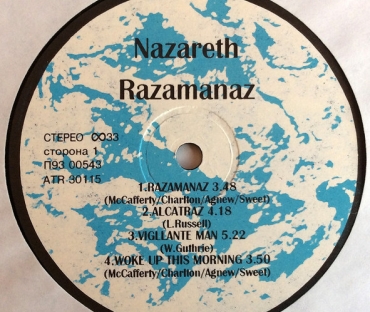 Nazareth
Razamanaz
СТЕРЕО ꝏ33
сторона 1
П93 00543
ATR 30115
1.RAZAMANAZ 3.48
(McCafferty/Charlton/Agnew/Sweet)
2.ALCATRAZ 4.18
(L.Russell)
3.VIGILANTE MAN 5.22
(W.Guthrie)
4.WOKE UP THIS MORNING 3.50
(McCafferty/Charlton/Agnew/Sweet)